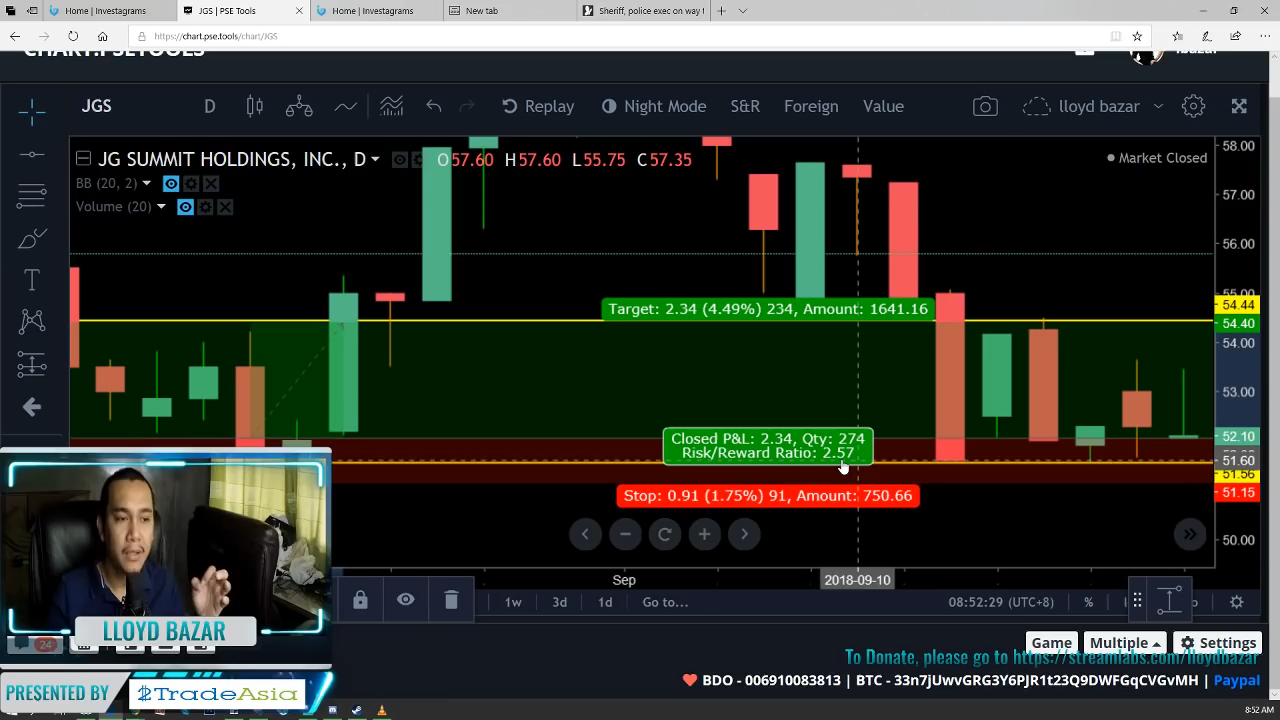 Home | Investagrams
JGS | PSE Tools
Home | Investagrams
New tab
Sheriff, police exec on w
https://chart.pse.tools/chart/JGS
CHART.PSETOOLS
JGS
D
Replay
Night Mode
S&R
Foreign
Value
lloyd bazar
JG SUMMIT HOLDINGS, INC., D
O57.60 H57.60 L55.75 C57.35
Market Closed
BB (20, 2)
Volume (20)
58.00
57.00
56.00
55.00
54.44
54.40
54.00
53.00
52.10
51.60
51.56
51.15
50.00
Target: 2.34 (4.49%) 234, Amount: 1641.16
Closed P&L: 2.34, Qty: 274
Risk/Reward Ratio: 2.57
Stop: 0.91 (1.75%) 91, Amount: 750.66
Sep
2018-09-10
1w
3d
1d
Go to...
08:52:29 (UTC+8)
%
LLOYD BAZAR
24
Game
Multiple
Settings
To Donate, please go to https://streamlabs.com/lloydbazar
PRESENTED BY
TradeAsia
BDO - 006910083813 | BTC - 33n7jUwvGRG3Y6PJR1t23Q9DWFGqCVGvMH | Paypal
8:52 AM